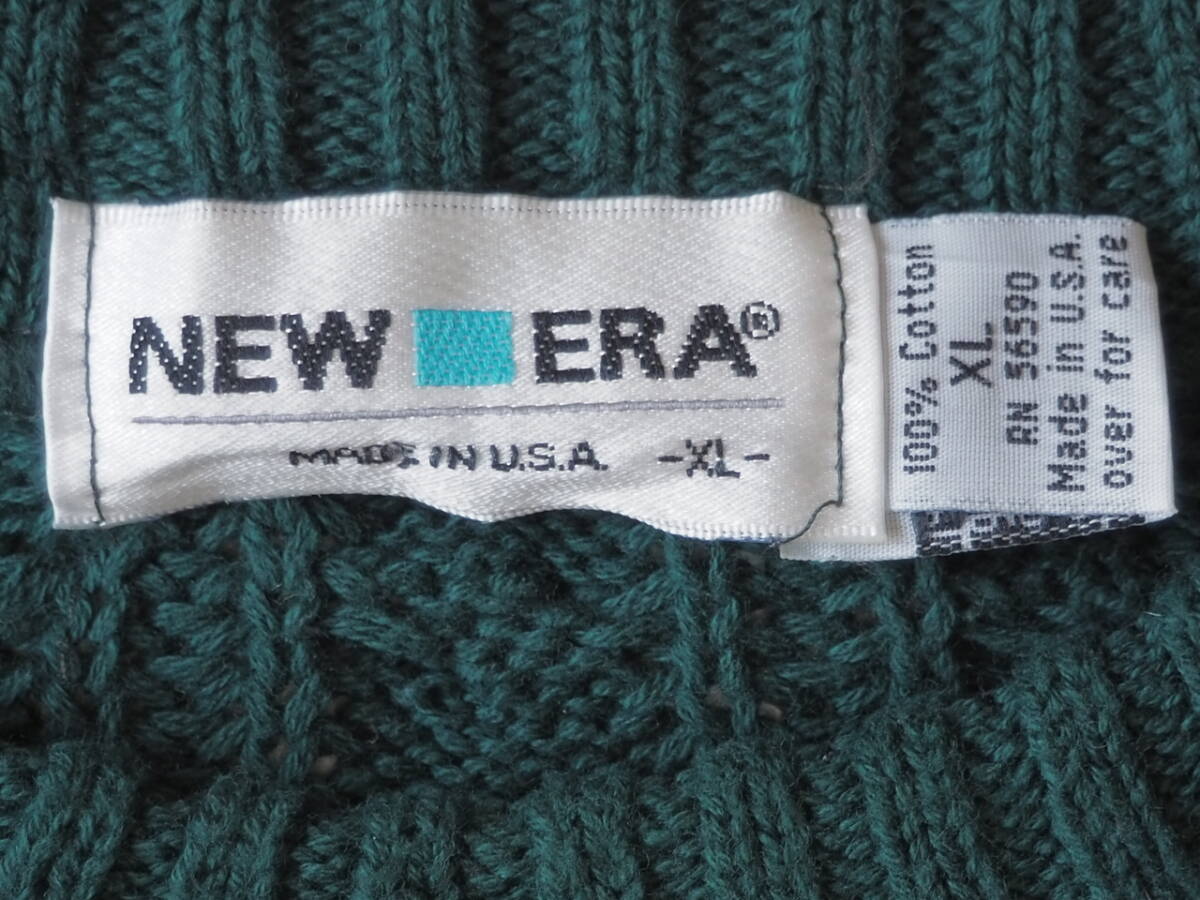 NEW ERA®
MADE IN U.S.A. -XL-
100% Cotton
XL
RN 56590
Made in U.S.A.
over for care